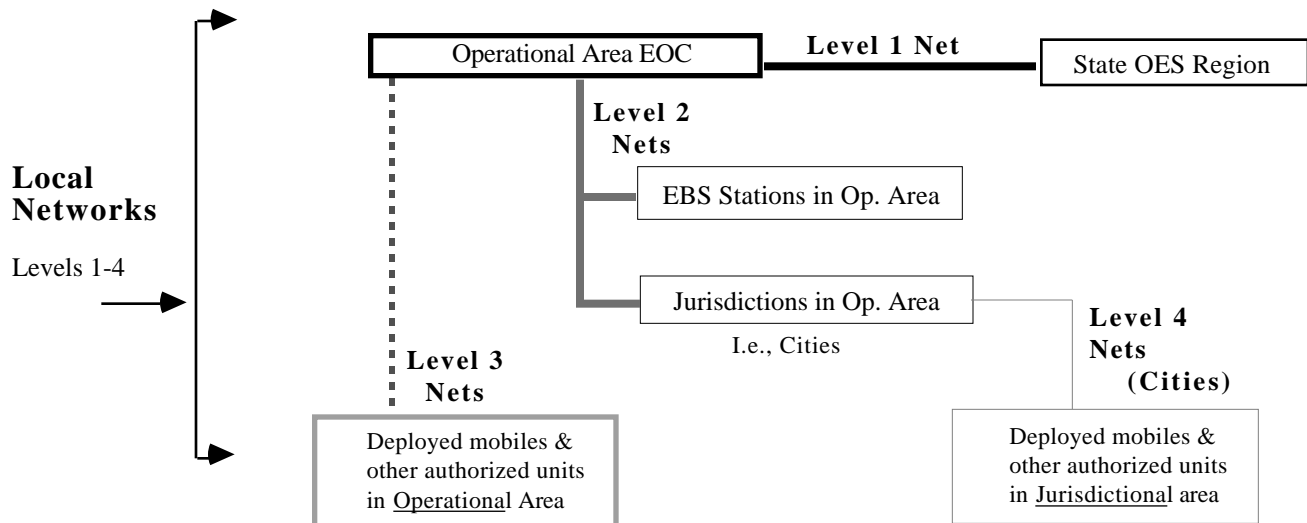 Operational Area EOC
Level 1 Net
State OES Region
Level 2
Nets
EBS Stations in Op. Area
Local
Networks
Levels 1-4
Jurisdictions in Op. Area
I.e., Cities
Level 3
Nets
Level 4
Nets
(Cities)
Deployed mobiles &
other authorized units
in Operational Area
Deployed mobiles &
other authorized units
in Jurisdictional area